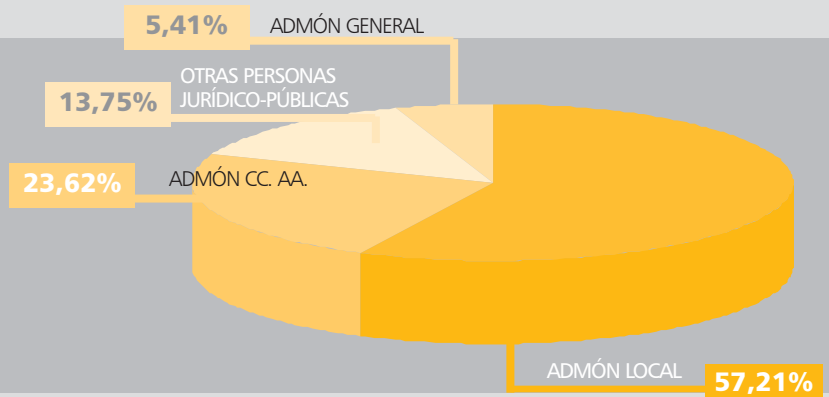 5,41%
ADMÓN GENERAL
13,75%
OTRAS PERSONAS
JURÍDICO-PÚBLICAS
23,62%
ADMÓN CC. AA.
ADMÓN LOCAL
57,21%